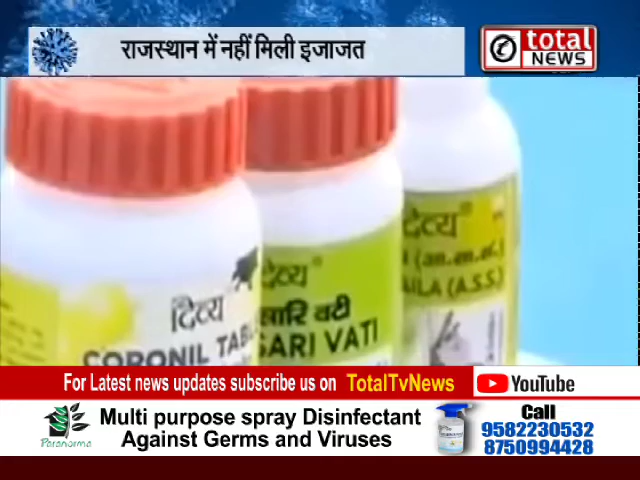 राजस्थान में नहीं मिली इजाजत
total
NEWS
दिव्य
CORONIL TAB
दिव्य
सारि वटी
SARI VATI
देव्य
(आ.स.स.)
AILA (A.S.S.)
For Latest news updates subscribe us on TotalTvNews
YouTube
Paranorma
Multi purpose spray Disinfectant
Against Germs and Viruses
Call
9582230532
8750994428